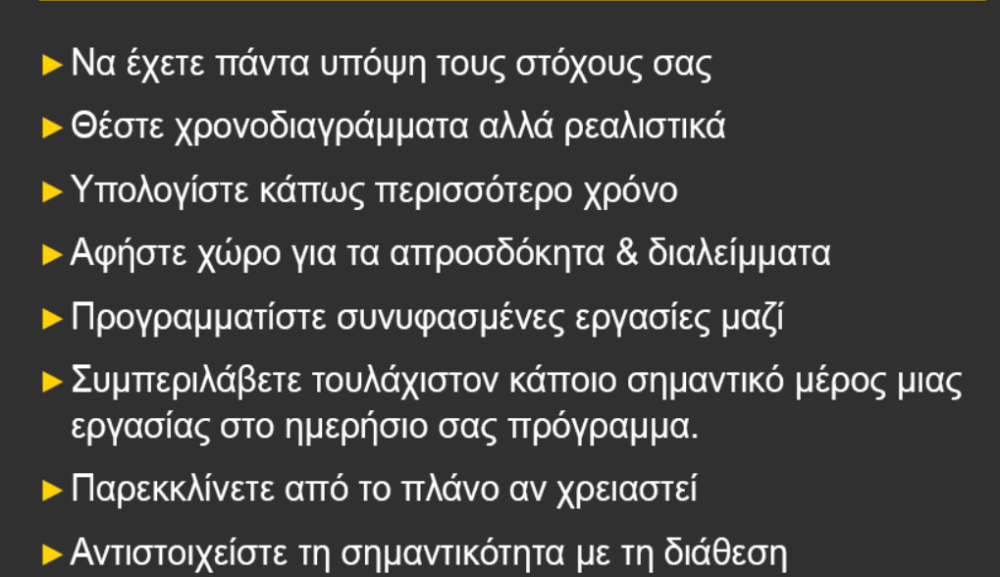 ►Να έχετε πάντα υπόψη τους στόχους σας
►Θέστε χρονοδιαγράμματα αλλά ρεαλιστικά
►Υπολογίστε κάπως περισσότερο χρόνο
►Αφήστε χώρο για τα απροσδόκητα & διαλείμματα
►Προγραμματίστε συνυφασμένες εργασίες μαζί
►Συμπεριλάβετε τουλάχιστον κάποιο σημαντικό μέρος μιας
εργασίας στο ημερήσιο σας πρόγραμμα.
►Παρεκκλίνετε από το πλάνο αν χρειαστεί
►Αντιστοιχείστε τη σημαντικότητα με τη διάθεση